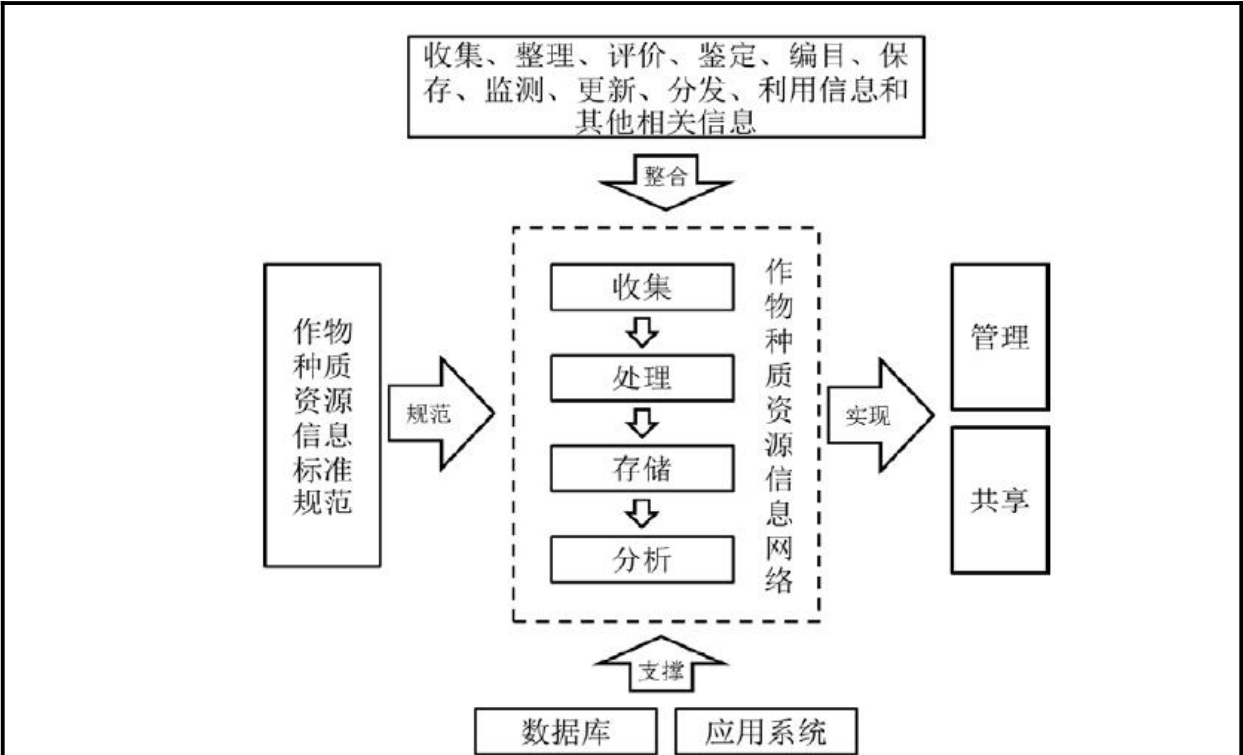 收集、整理、评价、鉴定、编目、保
存、监测、更新、分发、利用信息和
其他相关信息
整合
作物
种质
资源
信息
标准
规范
规范
收集
处理
存储
分析
作物种质资源信息网络
实现
管理
共享
支撑
数据库
应用系统